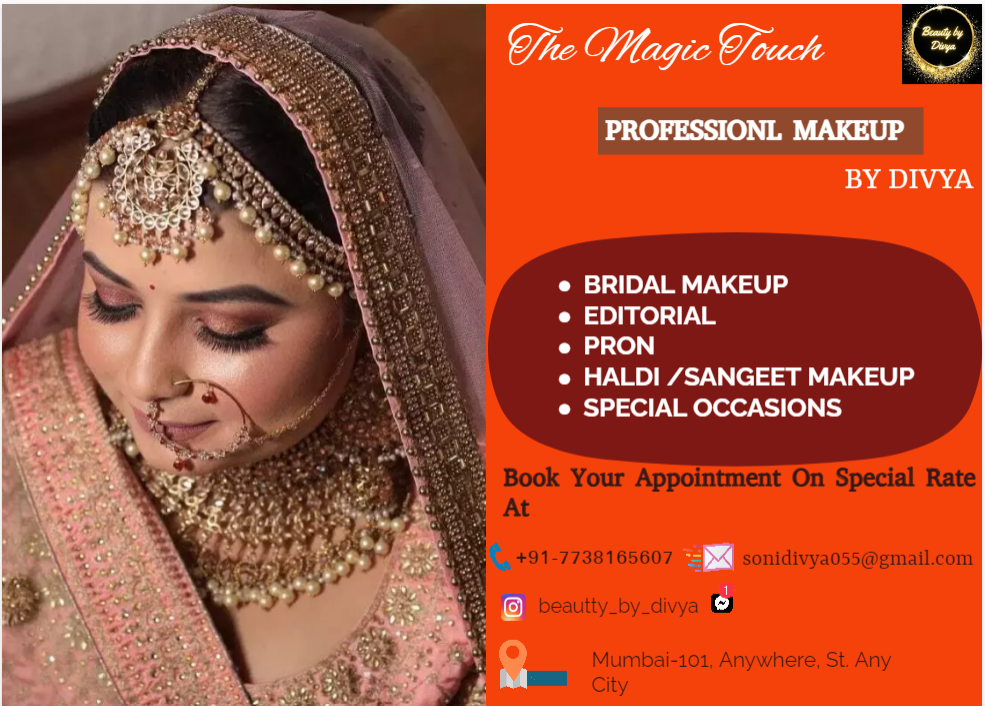 The Magic Touch
Beauty by
Divya
PROFESSIONL MAKEUP
BY DIVYA
• BRIDAL MAKEUP
• EDITORIAL
• PRON
• HALDI /SANGEET MAKEUP
• SPECIAL OCCASIONS
Book Your Appointment On Special Rate
At
+91-7738165607 sonidivya055@gmail.com
beautty_by_divya 1
Mumbai-101, Anywhere, St. Any
City